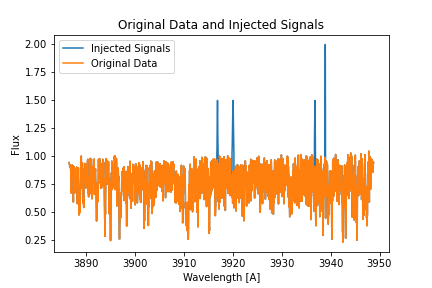 Original Data and Injected Signals
Injected Signals
Original Data
2.00
1.75
1.50
1.25
1.00
0.75
0.50
0.25
Flux
3890 3900 3910 3920 3930 3940 3950
Wavelength [A]